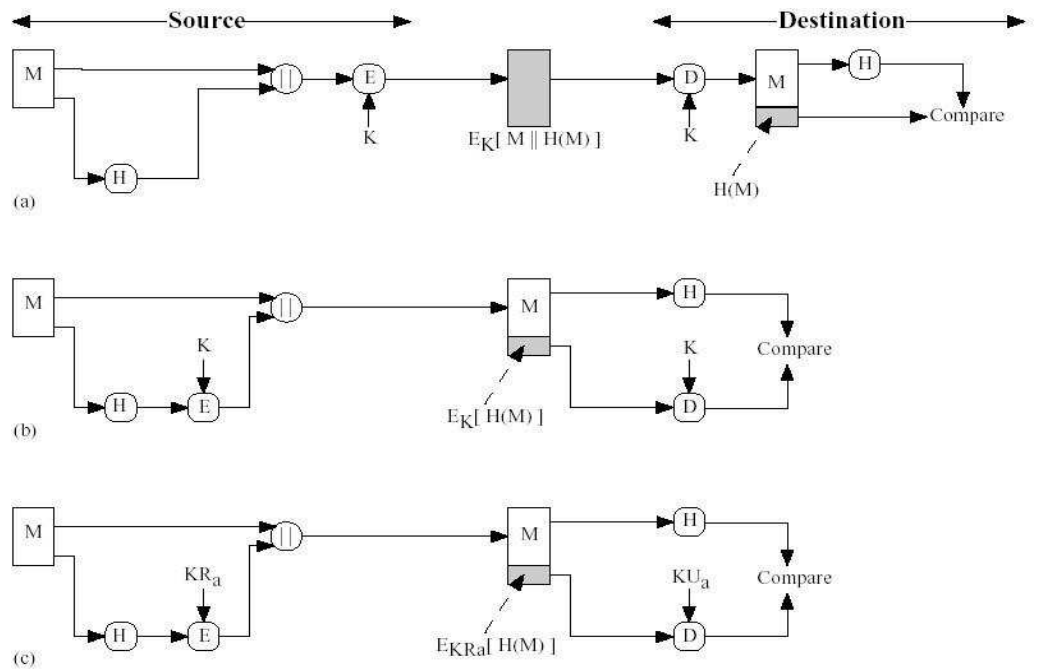 Source Destination
M || E D M H
K E_K[ M || H(M) ] K Compare
H H(M)
(a)
M || M H
K K Compare
H E E_K[ H(M) ] D
(b)
M || M H
KR_a KU_a Compare
H E E_KRa[ H(M) ] D
(c)